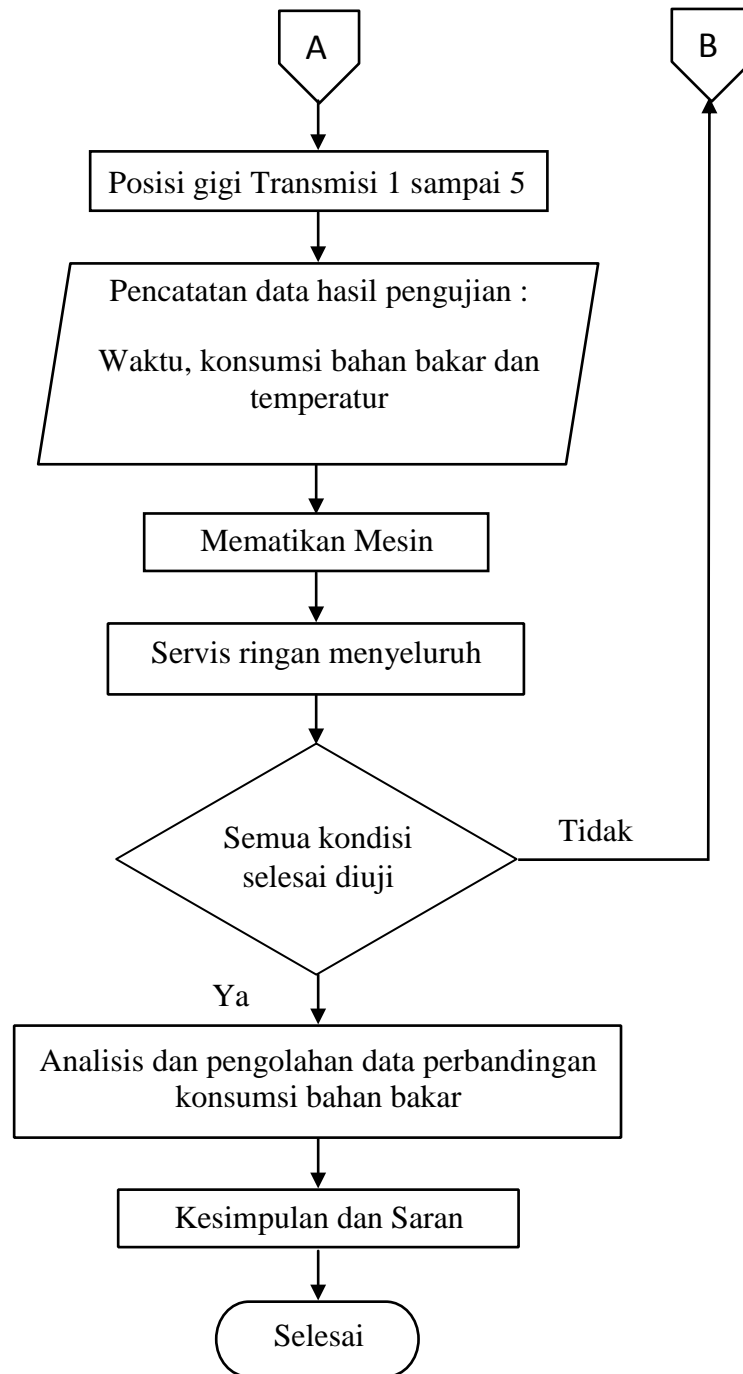 A
B
Posisi gigi Transmisi 1 sampai 5
Pencatatan data hasil pengujian :
Waktu, konsumsi bahan bakar dan
temperatur
Mematikan Mesin
Servis ringan menyeluruh
Semua kondisi
selesai diuji
Tidak
Ya
Analisis dan pengolahan data perbandingan
konsumsi bahan bakar
Kesimpulan dan Saran
Selesai